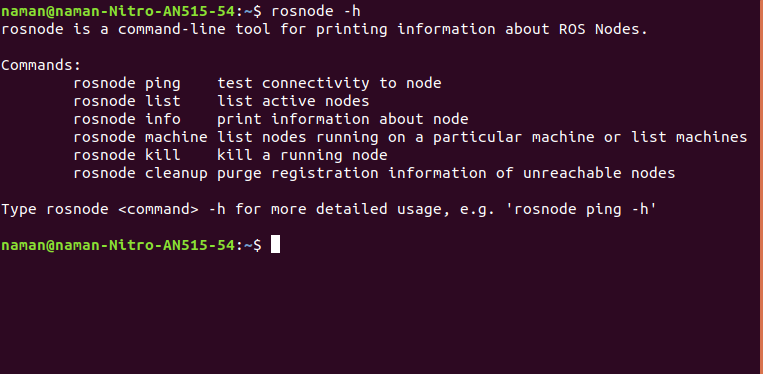 naman@naman-Nitro-AN515-54:~$ rosnode -h
rosnode is a command-line tool for printing information about ROS Nodes.

Commands:
        rosnode ping    test connectivity to node
        rosnode list    list active nodes
        rosnode info    print information about node
        rosnode machine list nodes running on a particular machine or list machines
        rosnode kill    kill a running node
        rosnode cleanup purge registration information of unreachable nodes

Type rosnode <command> -h for more detailed usage, e.g. 'rosnode ping -h'

naman@naman-Nitro-AN515-54:~$